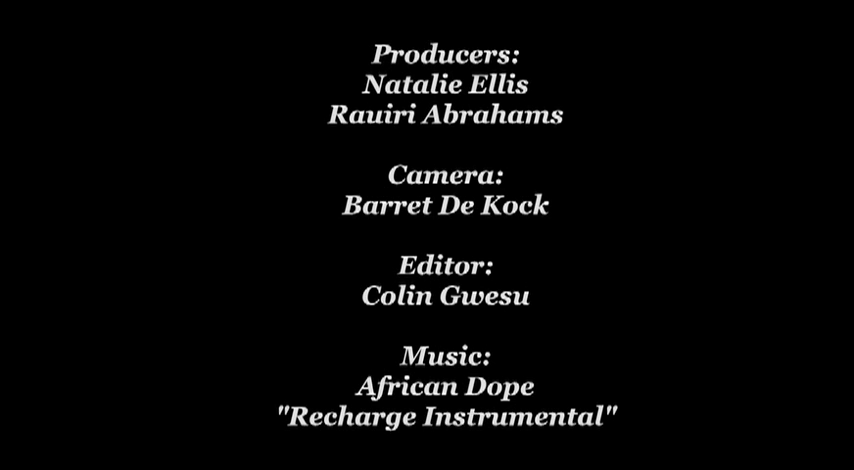 Producers:
Natalie Ellis
Rauiri Abrahams
Camera:
Barret De Kock
Editor:
Colin Gwesu
Music:
African Dope
"Recharge Instrumental"